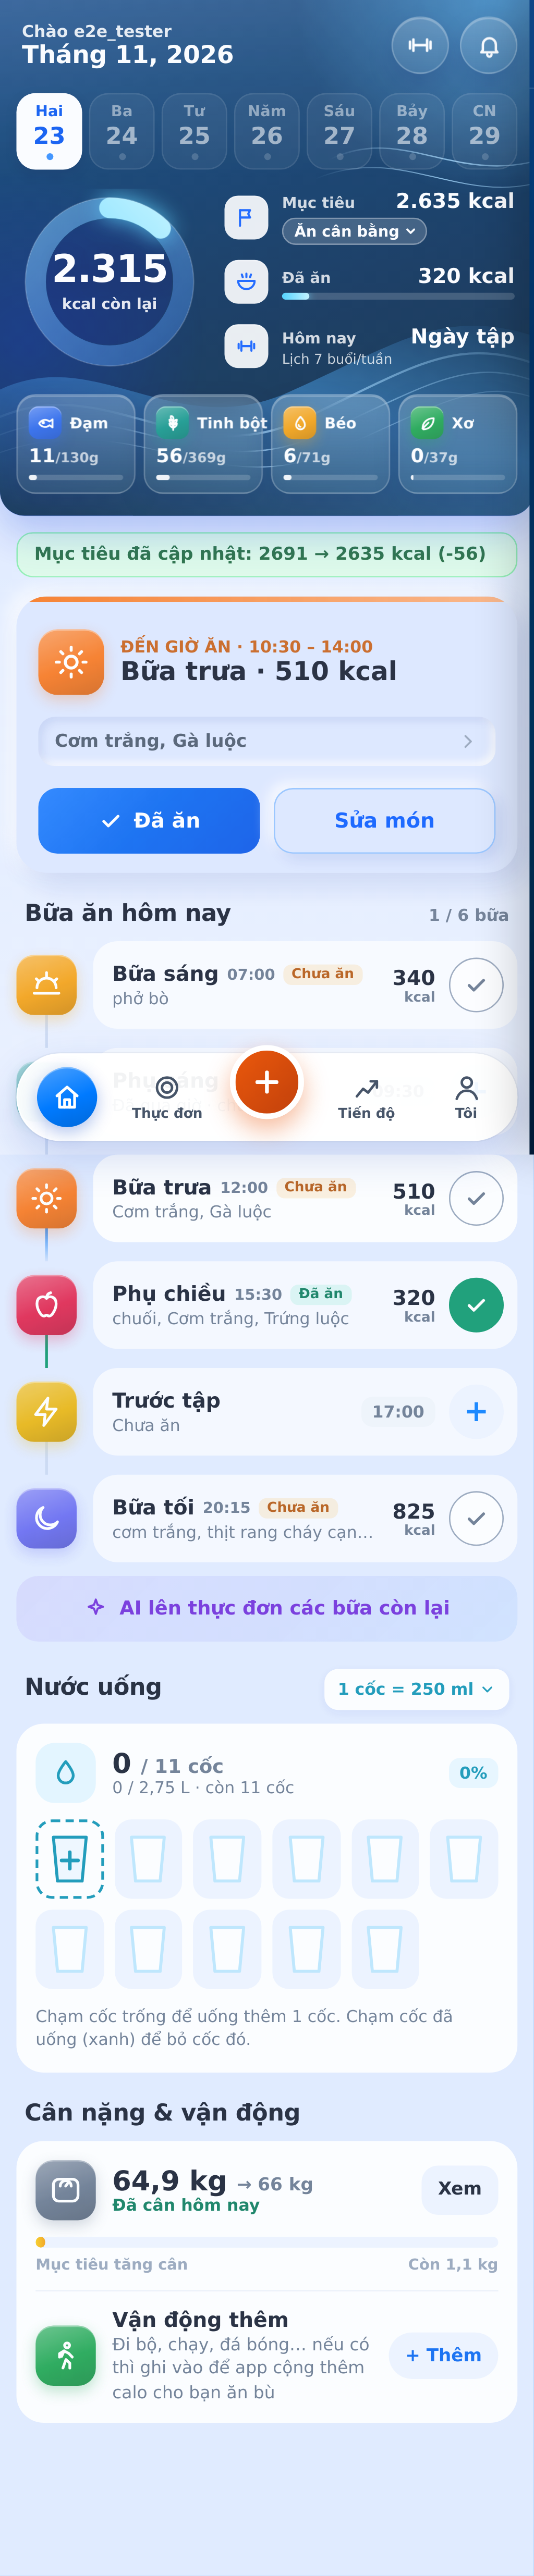 Chào e2e_tester
Tháng 11, 2026
Hai
23
Ba
24
Tư
25
Năm
26
Sáu
27
Bảy
28
CN
29
2.315
kcal còn lại
Mục tiêu 2.635 kcal
Ăn cân bằng
Đã ăn 320 kcal
Hôm nay Ngày tập
Lịch 7 buổi/tuần
Đạm
11/130g
Tinh bột
56/369g
Béo
6/71g
Xơ
0/37g
Mục tiêu đã cập nhật: 2691 → 2635 kcal (-56)
ĐẾN GIỜ ĂN · 10:30 – 14:00
Bữa trưa · 510 kcal
Cơm trắng, Gà luộc
Đã ăn
Sửa món
Bữa ăn hôm nay 1 / 6 bữa
Bữa sáng 07:00 Chưa ăn 340
phở bò kcal
Thực đơn
Tiến độ
Tôi
Bữa trưa 12:00 Chưa ăn 510
Cơm trắng, Gà luộc kcal
Phụ chiều 15:30 Đã ăn 320
chuối, Cơm trắng, Trứng luộc kcal
Trước tập 17:00
Chưa ăn
Bữa tối 20:15 Chưa ăn 825
cơm trắng, thịt rang cháy cạn... kcal
AI lên thực đơn các bữa còn lại
Nước uống 1 cốc = 250 ml
0 / 11 cốc 0%
0 / 2,75 L · còn 11 cốc
Chạm cốc trống để uống thêm 1 cốc. Chạm cốc đã
uống (xanh) để bỏ cốc đó.
Cân nặng & vận động
64,9 kg → 66 kg Xem
Đã cân hôm nay
Mục tiêu tăng cân Còn 1,1 kg
Vận động thêm
Đi bộ, chạy, đá bóng... nếu có
thì ghi vào để app cộng thêm
calo cho bạn ăn bù
+ Thêm